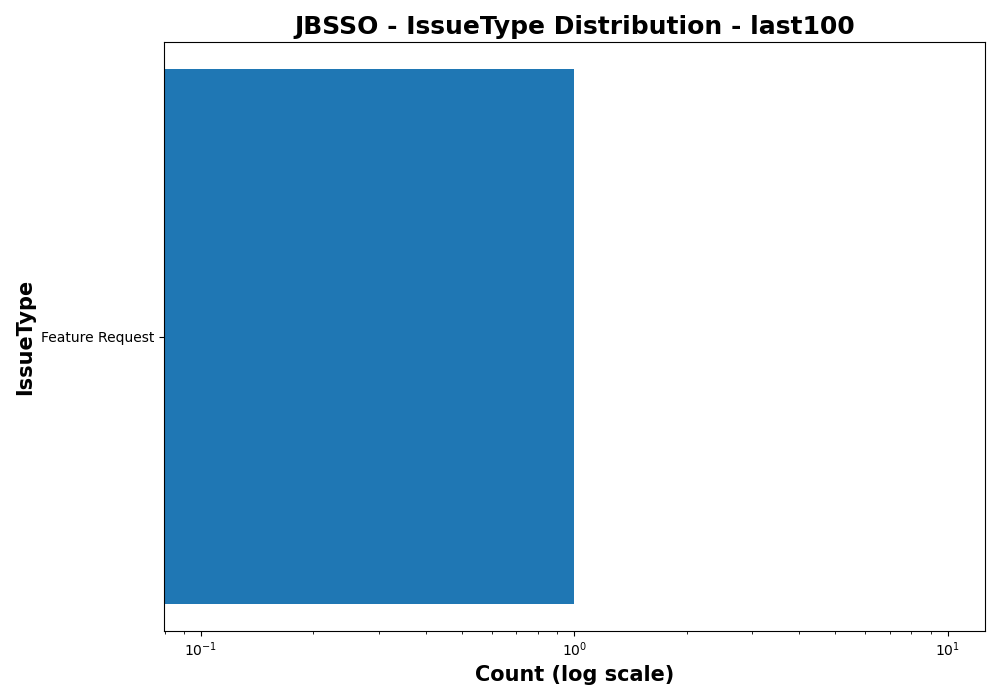 JBSSO - IssueType Distribution - last100
IssueType
Feature Request
10⁻¹
10⁰
10¹
Count (log scale)